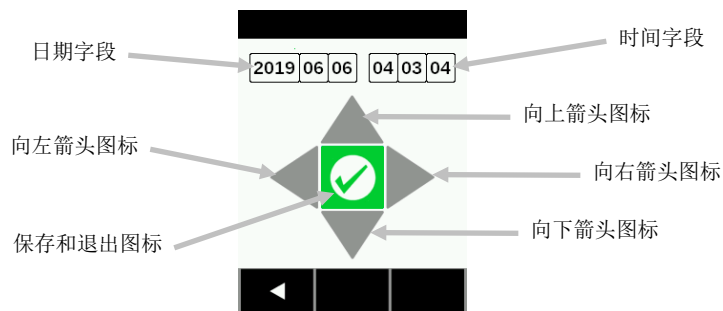 日期字段
时间字段
2019 06 06 04 03 04
向上箭头图标
向左箭头图标
向右箭头图标
保存和退出图标
向下箭头图标